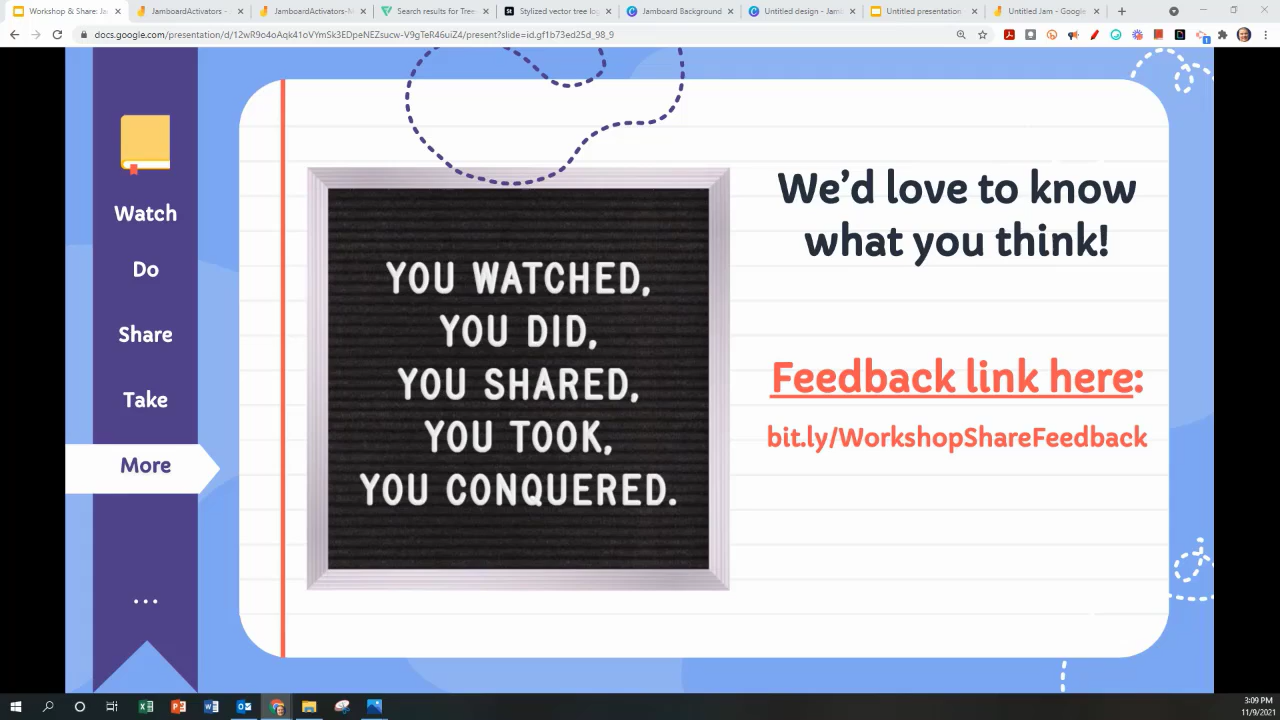 Workshop & Share: Ja
JamboardActivators -
JamboardActivators-M
Search results for Tree
Stylized vector tree log
Jamboard Background
Untitled design - Jamb
Untitled presentation
Untitled Jam - Google
docs.google.com/presentation/d/12wR9o4oAqk41oVYmSk3EDpeNEZsucw-V9gTeR46uiZ4/present?slide=id.gf1b73ed25d_98_9
Watch
Do
Share
Take
More
...
YOU WATCHED,
YOU DID,
YOU SHARED,
YOU TOOK,
YOU CONQUERED.
We’d love to know
what you think!
Feedback link here:
bit.ly/WorkshopShareFeedback
3:09 PM
11/9/2021